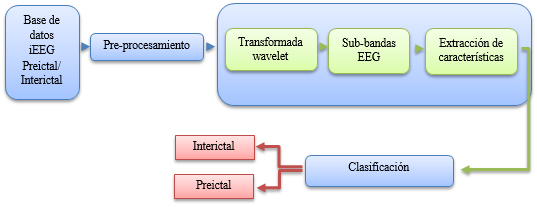 Base de
datos
iEEG
Preictal/
Interictal
Pre-procesamiento
Transformada
wavelet
Sub-bandas
EEG
Extracción de
características
Interictal
Preictal
Clasificación